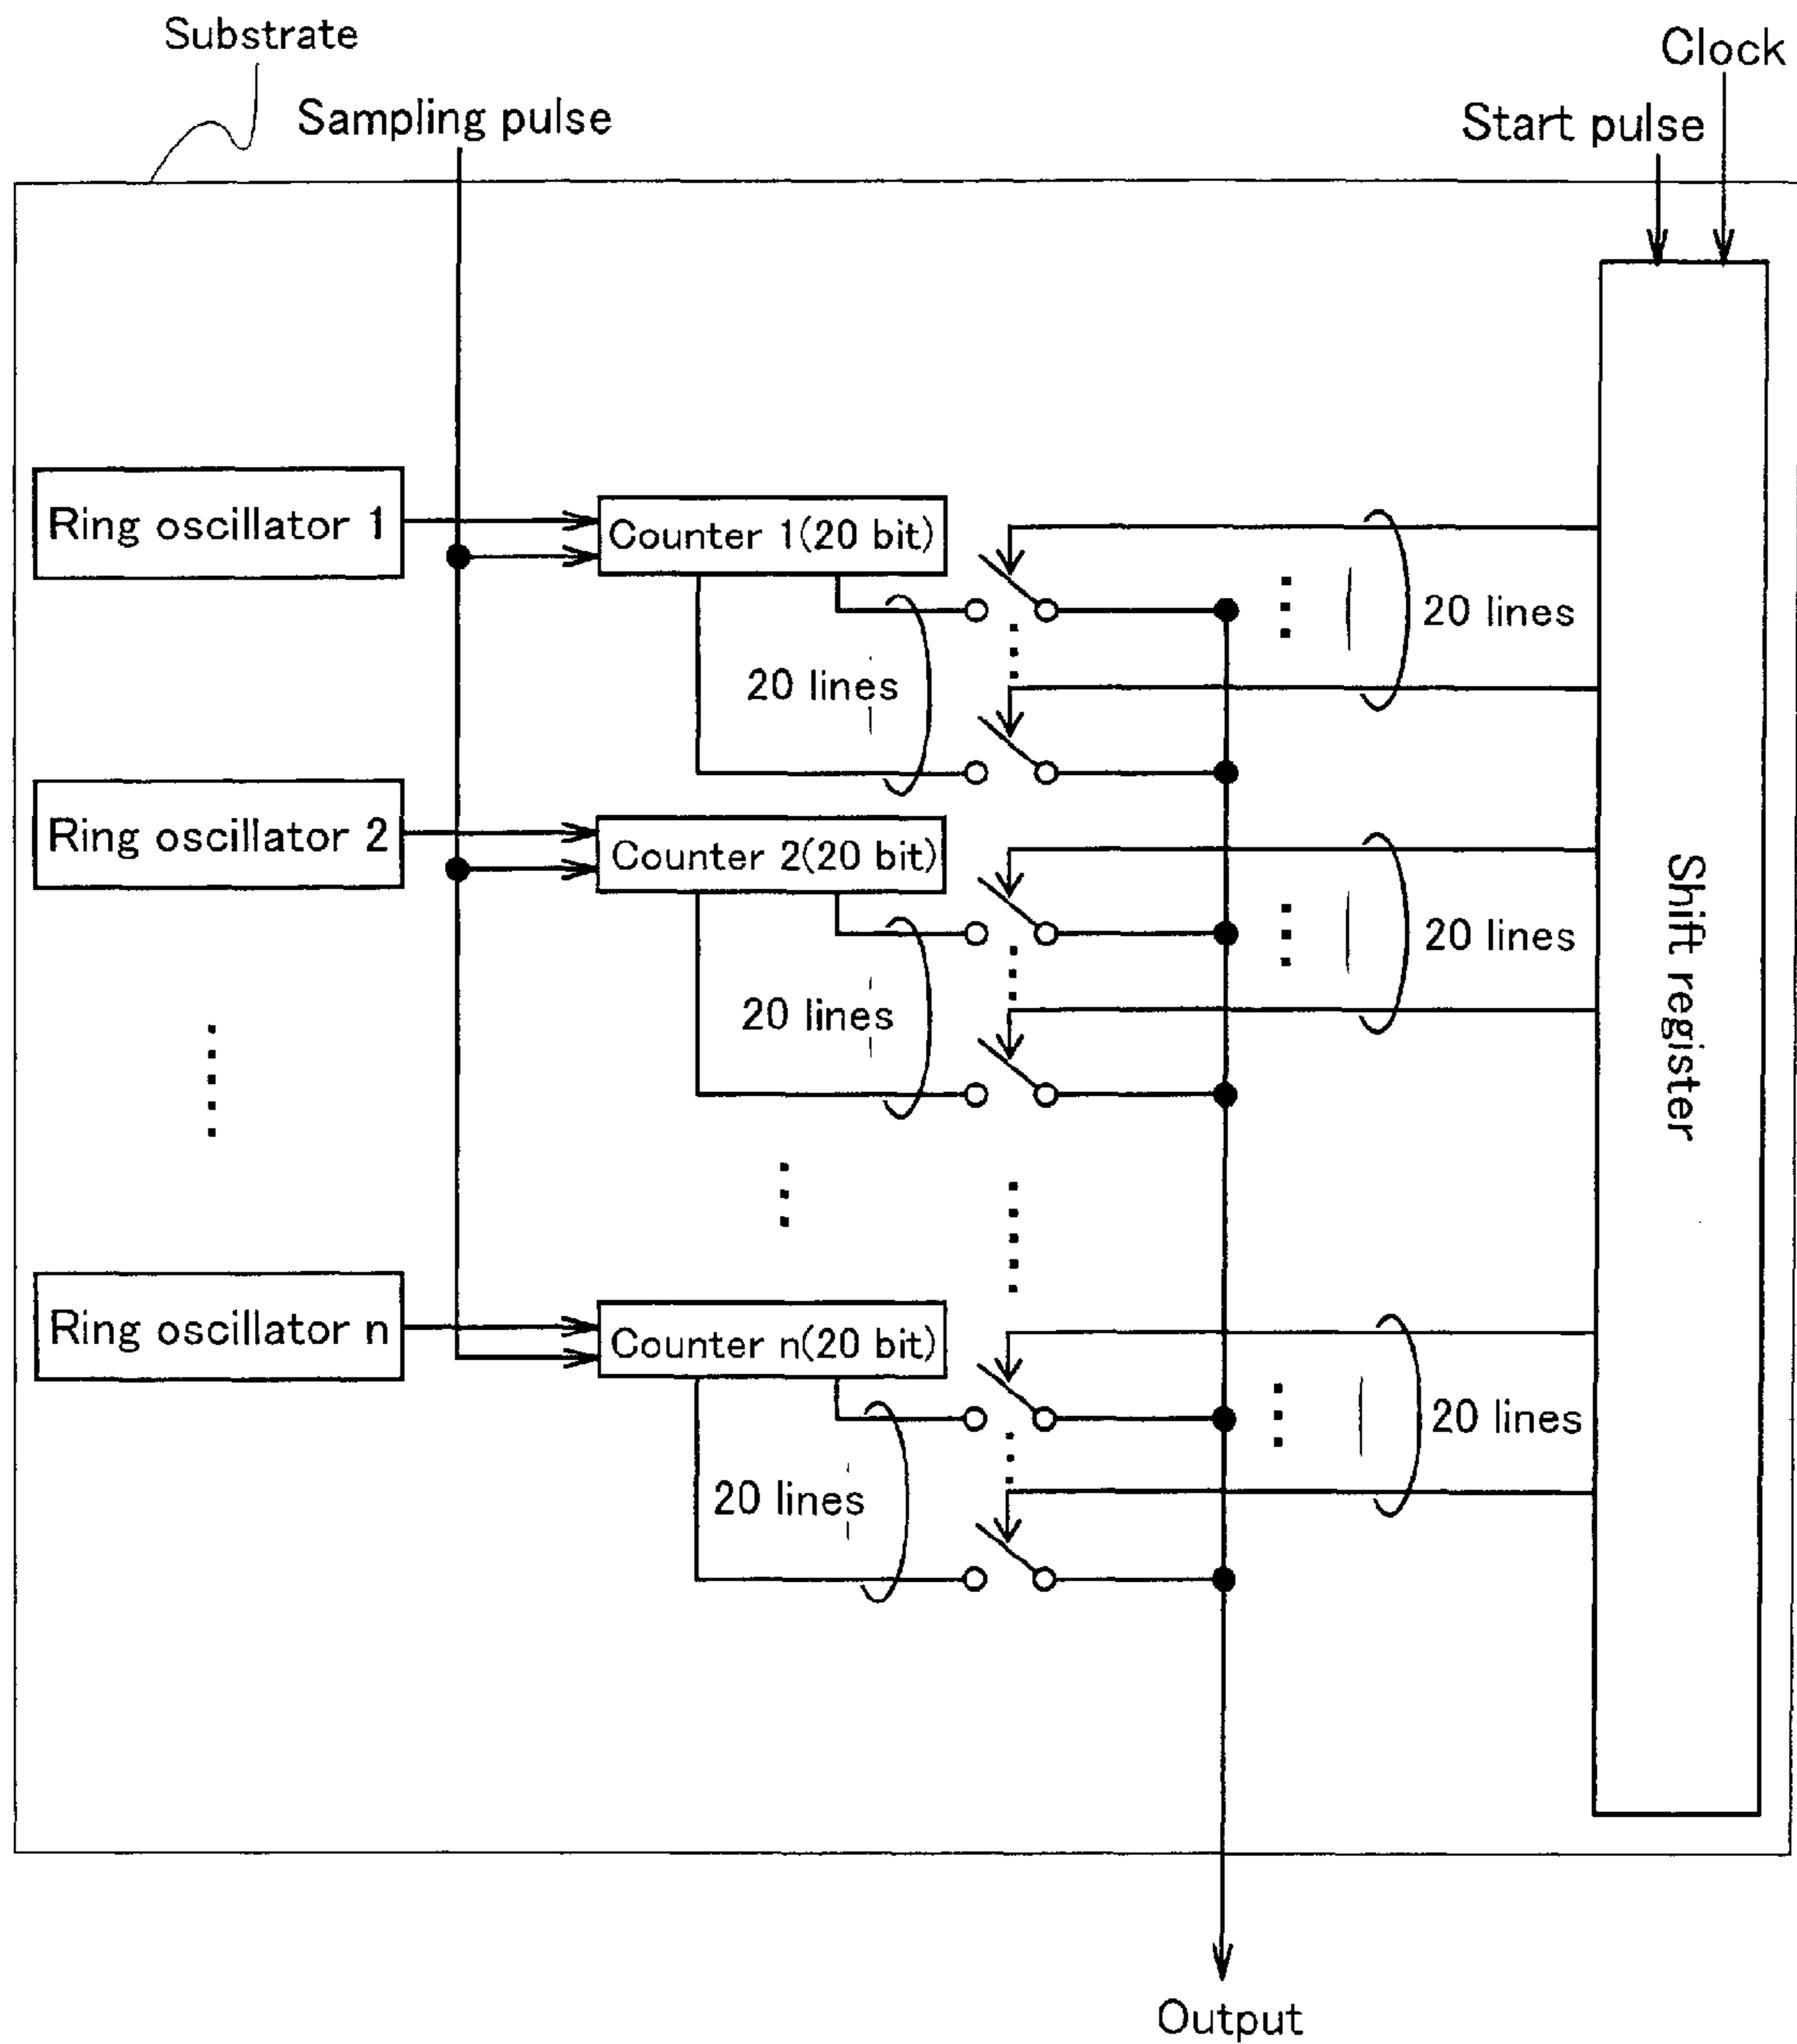 Substrate
Clock
Sampling pulse
Start pulse
Ring oscillator 1
Counter 1(20 bit)
20 lines
20 lines
Ring oscillator 2
Counter 2(20 bit)
20 lines
20 lines
Shift register
Ring oscillator n
Counter n(20 bit)
20 lines
20 lines
Output